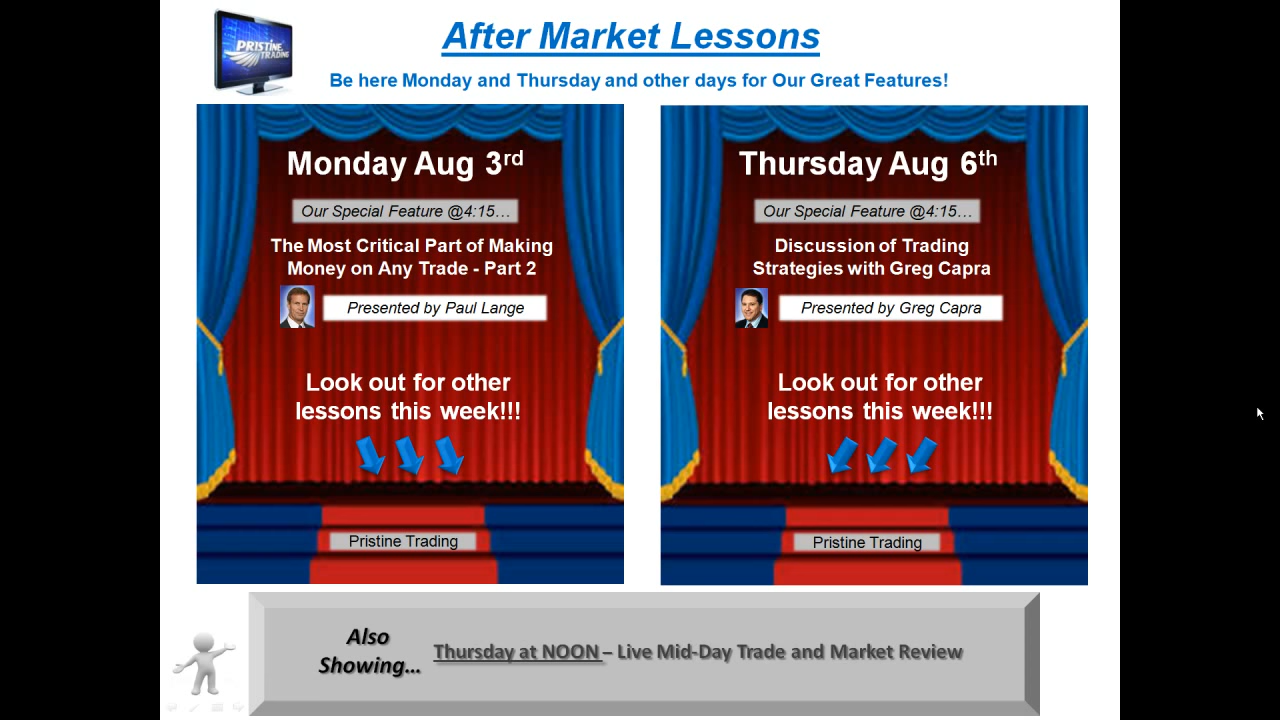 PRISTINE
TRADING
After Market Lessons
Be here Monday and Thursday and other days for Our Great Features!
Monday Aug 3rd
Our Special Feature @4:15…
The Most Critical Part of Making
Money on Any Trade - Part 2
Presented by Paul Lange
Look out for other
lessons this week!!!
Pristine Trading
Thursday Aug 6th
Our Special Feature @4:15…
Discussion of Trading
Strategies with Greg Capra
Presented by Greg Capra
Look out for other
lessons this week!!!
Pristine Trading
Also
Showing…
Thursday at NOON – Live Mid-Day Trade and Market Review